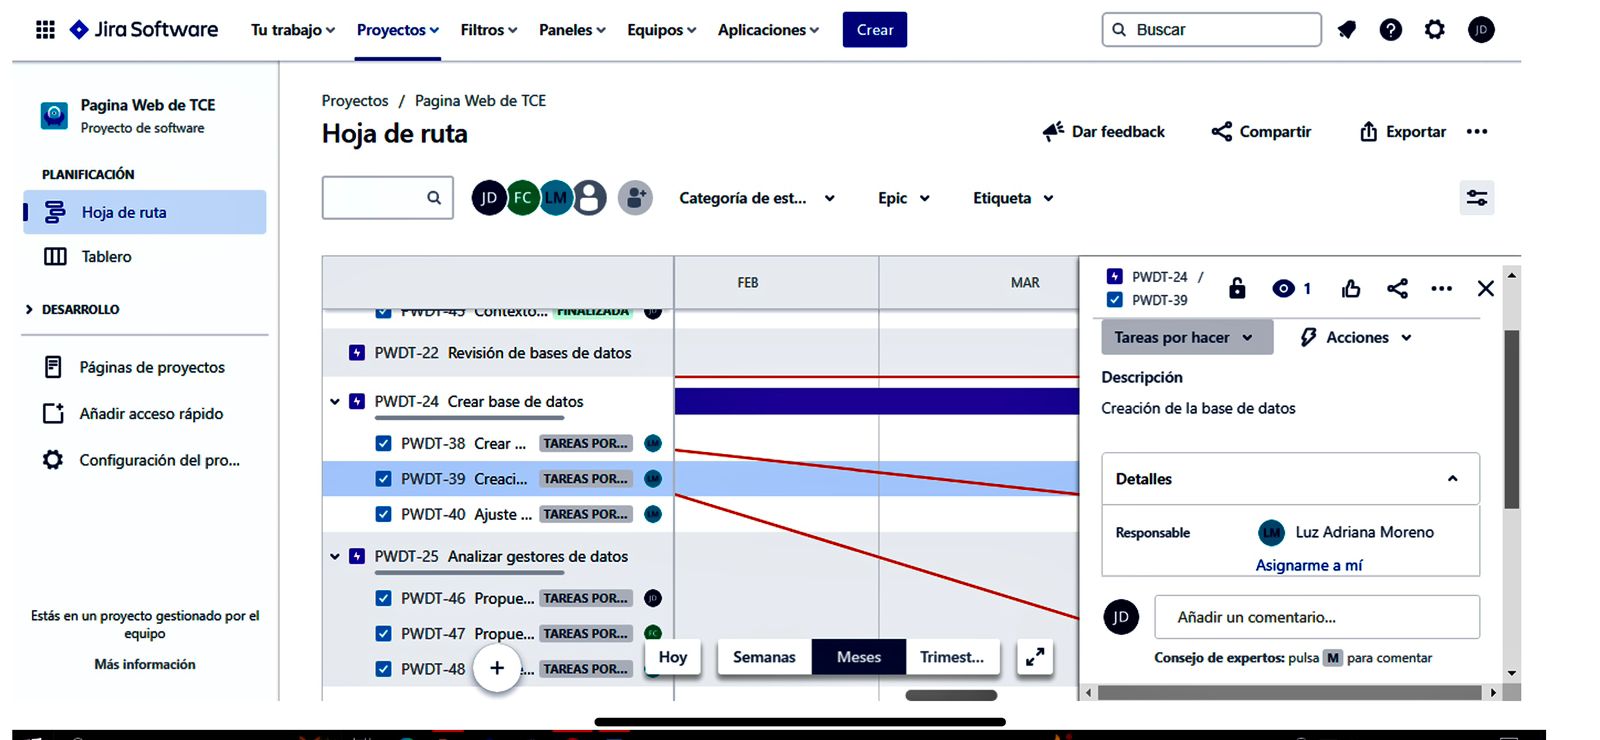 Jira Software Tu trabajo Proyectos Filtros Paneles Equipos Aplicaciones Crear Buscar JD
Pagina Web de TCE
Proyecto de software
PLANIFICACIÓN
Hoja de ruta
Tablero
DESARROLLO
Páginas de proyectos
Añadir acceso rápido
Configuración del pro...
Estás en un proyecto gestionado por el
equipo
Más información
Proyectos / Pagina Web de TCE
Hoja de ruta
Dar feedback Compartir Exportar
JD FC LM Categoría de est... Epic Etiqueta
FEB MAR
PWDT-45 Contexto... FINALIZADA JD
PWDT-22 Revisión de bases de datos
PWDT-24 Crear base de datos
PWDT-38 Crear ... TAREAS POR... LM
PWDT-39 Creaci... TAREAS POR... LM
PWDT-40 Ajuste ... TAREAS POR... LM
PWDT-25 Analizar gestores de datos
PWDT-46 Propue... TAREAS POR... JD
PWDT-47 Propue... TAREAS POR... FC
PWDT-48 TAREAS POR...
Hoy Semanas Meses Trimest...
PWDT-24 /
PWDT-39
1
Tareas por hacer Acciones
Descripción
Creación de la base de datos
Detalles
Responsable LM Luz Adriana Moreno
Asignarme a mí
JD Añadir un comentario...
Consejo de expertos: pulsa M para comentar